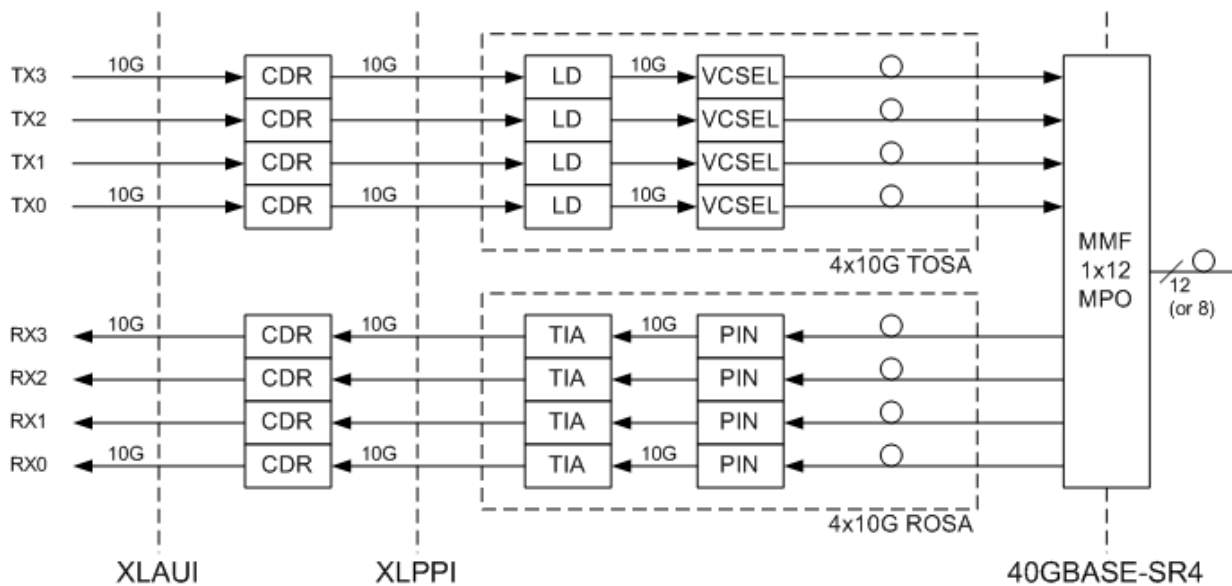 TX3 10G CDR 10G LD 10G VCSEL
TX2 CDR LD VCSEL
TX1 CDR LD VCSEL
TX0 10G CDR 10G LD 10G VCSEL
4x10G TOSA
MMF
1x12
MPO
12
(or 8)
RX3 10G CDR 10G TIA 10G PIN
RX2 CDR TIA PIN
RX1 CDR TIA PIN
RX0 10G CDR 10G TIA 10G PIN
4x10G ROSA
XLAUI XLPPI 40GBASE-SR4